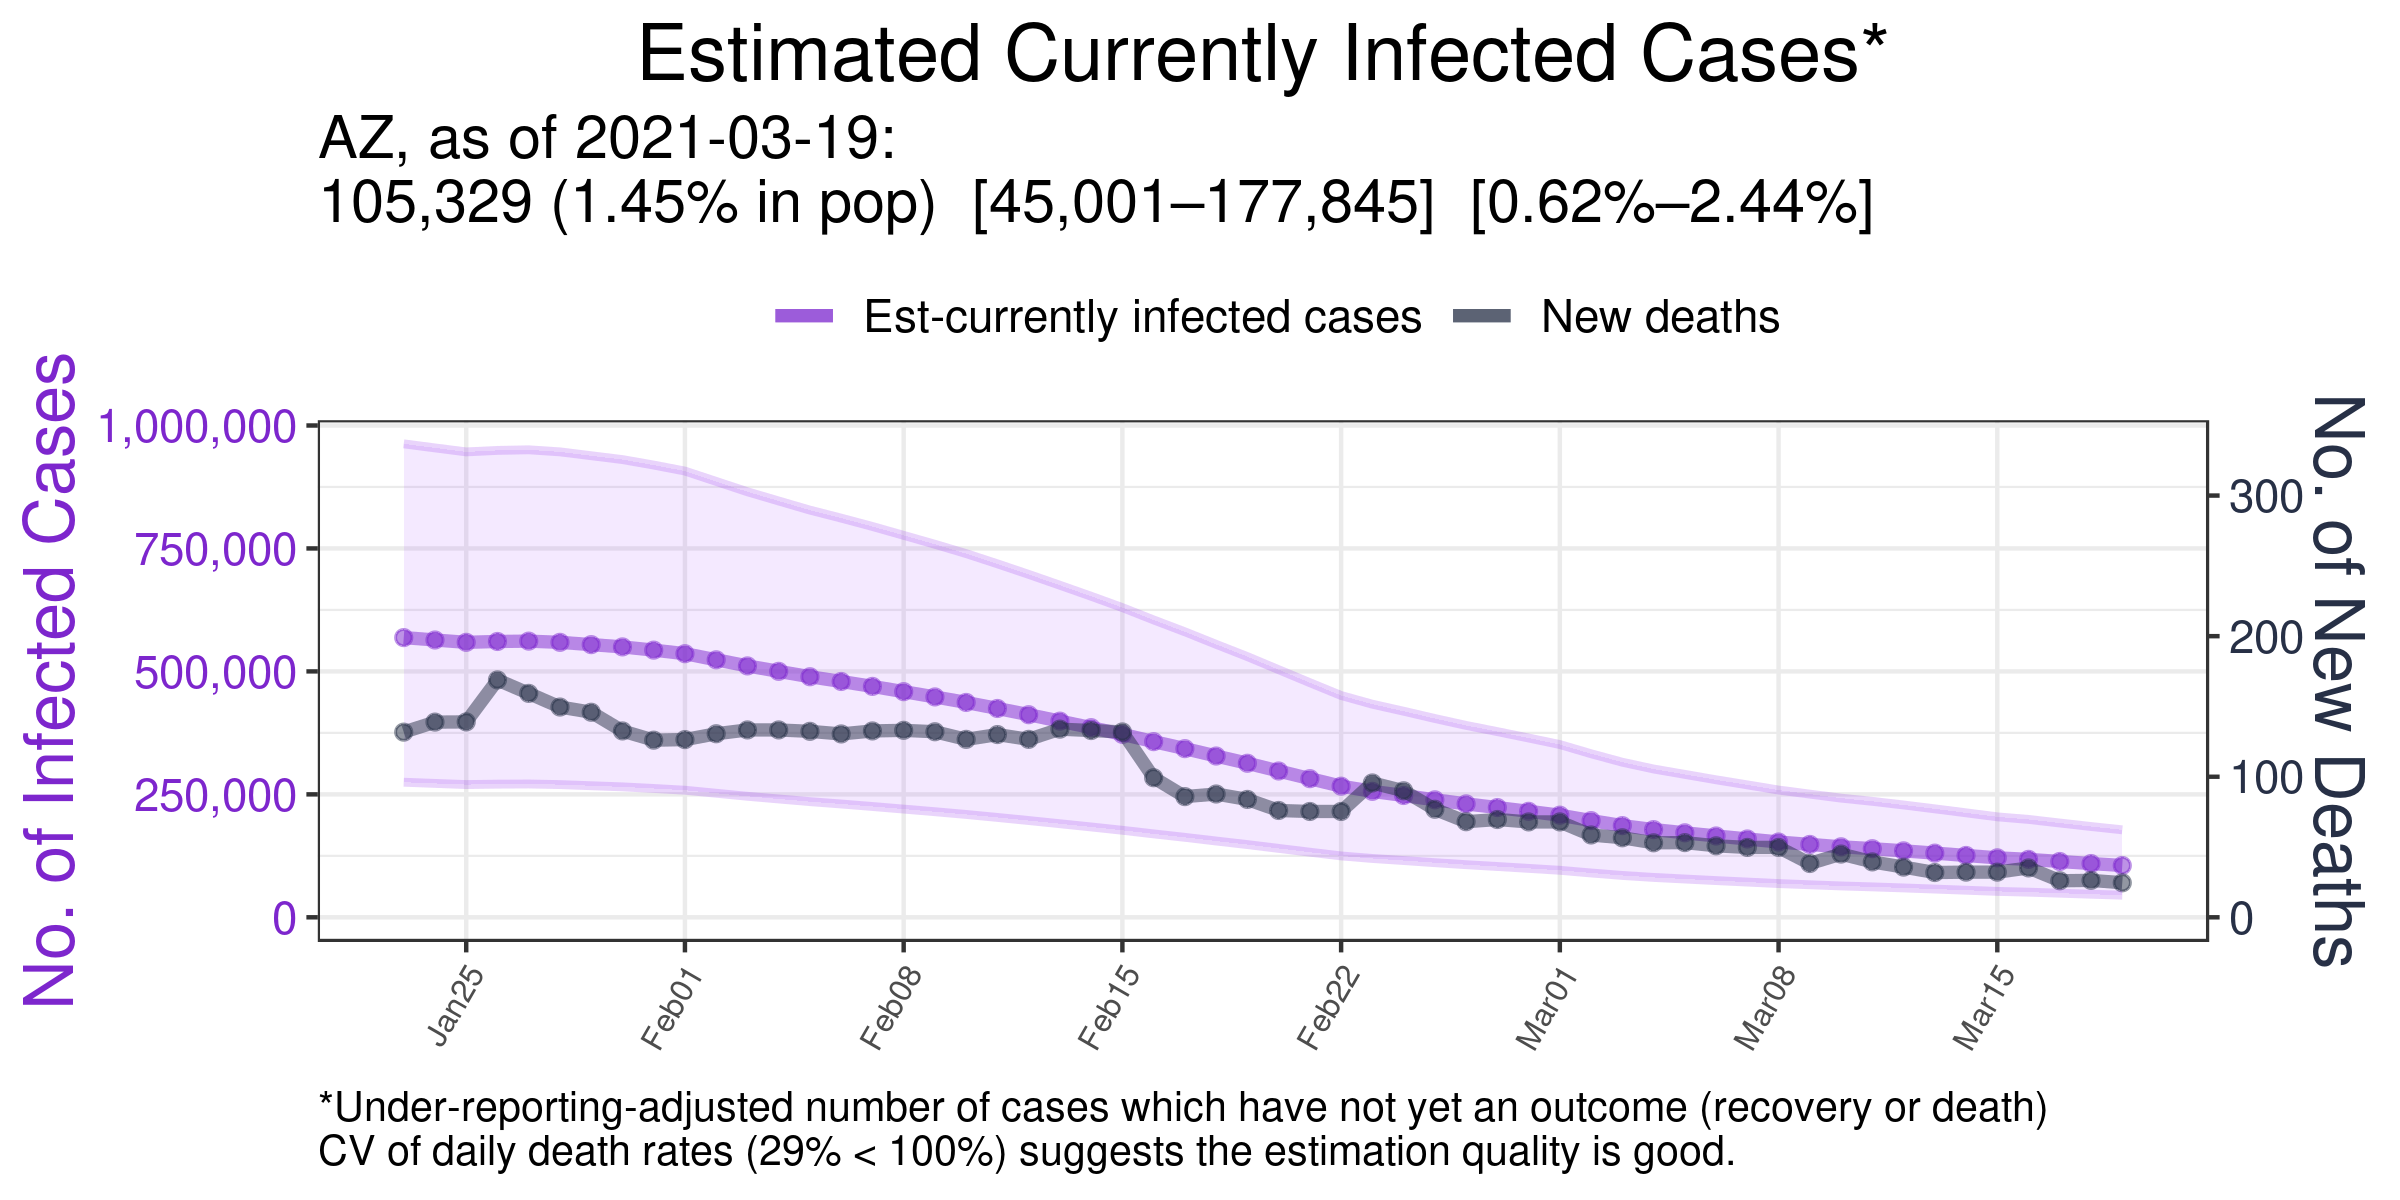 Estimated Currently Infected Cases*
AZ, as of 2021-03-19:
105,329 (1.45% in pop)  [45,001–177,845]  [0.62%–2.44%]
Est-currently infected cases
New deaths
No. of Infected Cases
1,000,000
750,000
500,000
250,000
0
No. of New Deaths
300
200
100
0
Jan25
Feb01
Feb08
Feb15
Feb22
Mar01
Mar08
Mar15
*Under-reporting-adjusted number of cases which have not yet an outcome (recovery or death)
CV of daily death rates (29% < 100%) suggests the estimation quality is good.